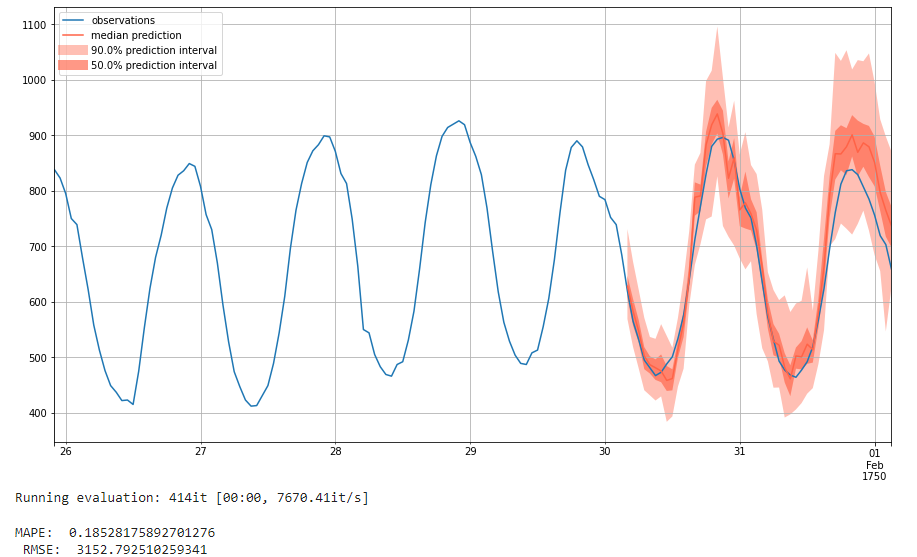 1100
1000
900
800
700
600
500
400
observations
median prediction
90.0% prediction interval
50.0% prediction interval
26 27 28 29 30 31 01
Feb
1750
Running evaluation: 414it [00:00, 7670.41it/s]
MAPE: 0.18528175892701276
RMSE: 3152.792510259341